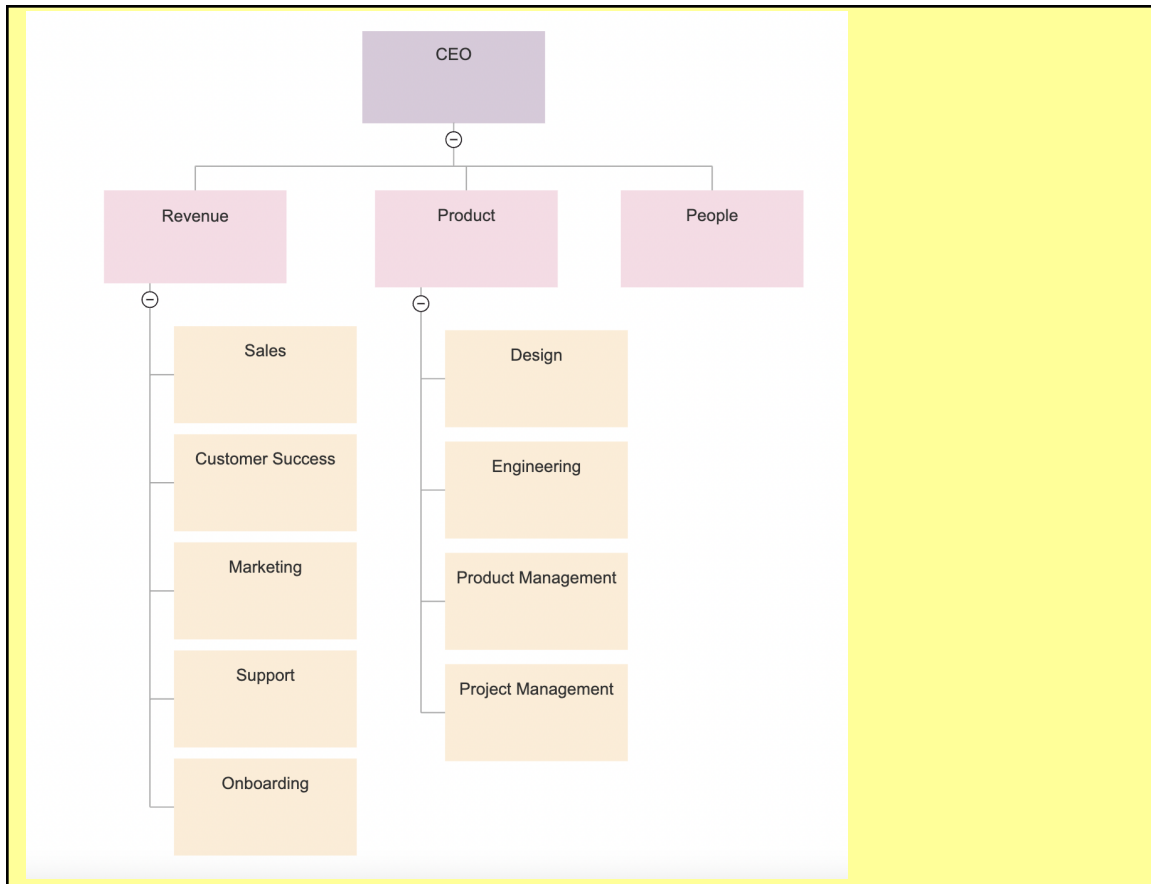 CEO
Revenue
Product
People
Sales
Customer Success
Marketing
Support
Onboarding
Design
Engineering
Product Management
Project Management